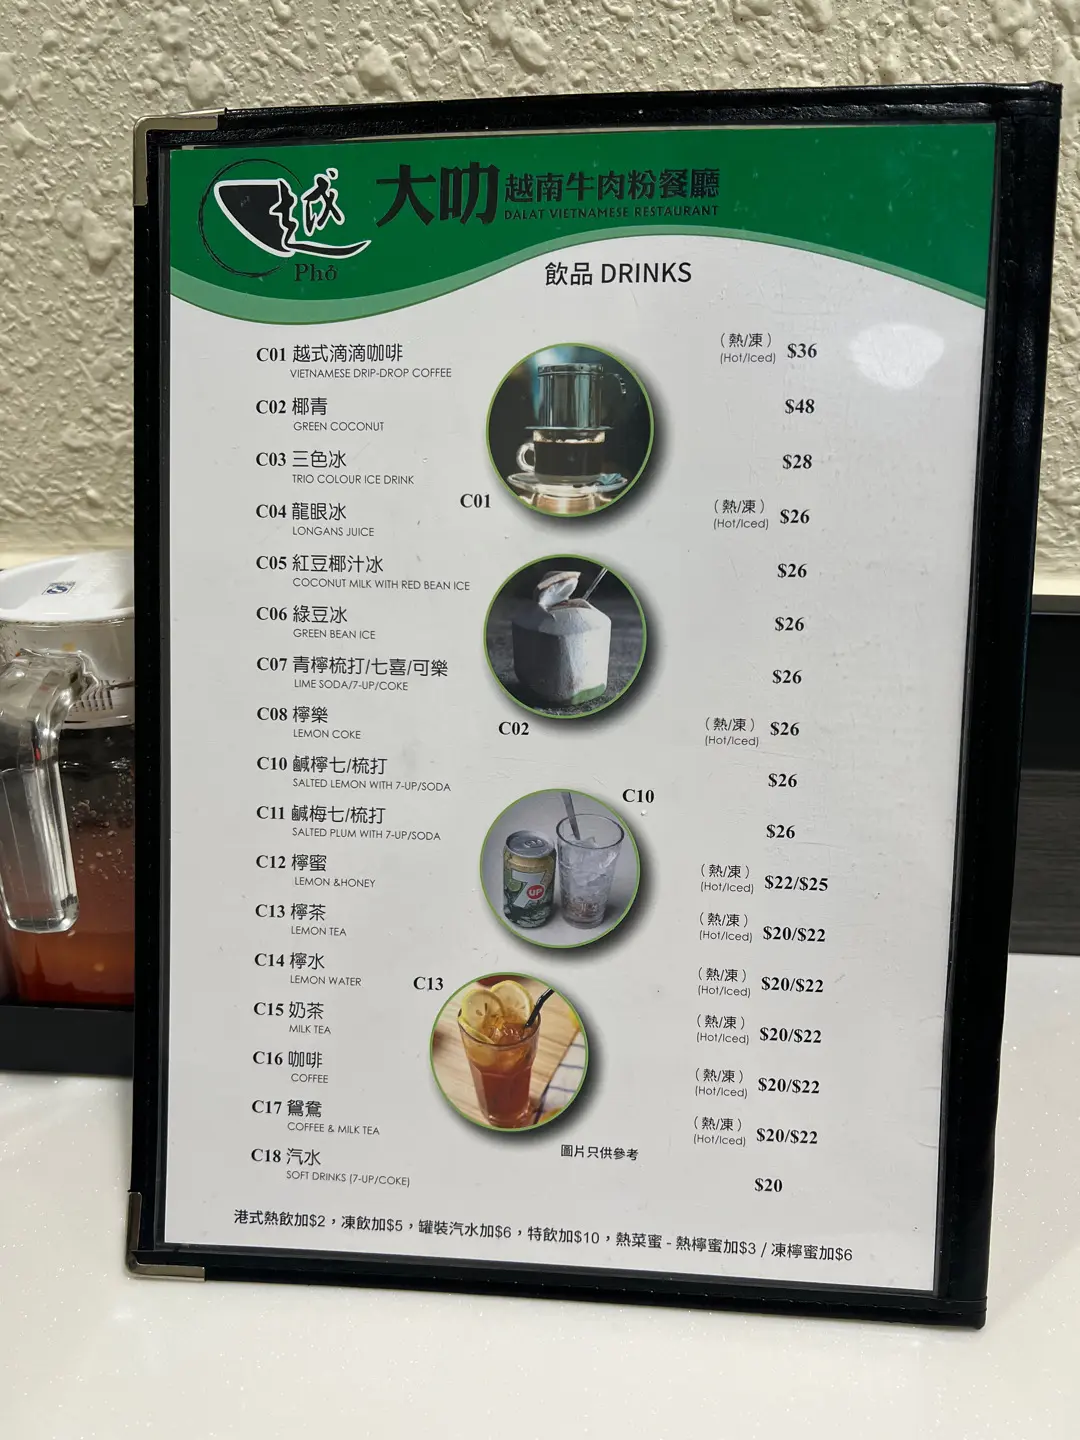 越
Phở
大叻越南牛肉粉餐廳
DALAT VIETNAMESE RESTAURANT
飲品 DRINKS
C01 越式滴滴咖啡 (熱/凍) $36
VIETNAMESE DRIP-DROP COFFEE (Hot/Iced)
C02 椰青 $48
GREEN COCONUT
C03 三色冰 $28
TRIO COLOUR ICE DRINK
C01
C04 龍眼冰 (熱/凍) $26
LONGANS JUICE (Hot/Iced)
C05 紅豆椰汁冰 $26
COCONUT MILK WITH RED BEAN ICE
C06 綠豆冰 $26
GREEN BEAN ICE
C07 青檸梳打/七喜/可樂 $26
LIME SODA/7-UP/COKE
C02
C08 檸樂 (熱/凍) $26
LEMON COKE (Hot/Iced)
C10 鹹檸七/梳打 $26
SALTED LEMON WITH 7-UP/SODA
C10
C11 鹹梅七/梳打 $26
SALTED PLUM WITH 7-UP/SODA
C12 檸蜜 (熱/凍) $22/$25
LEMON &HONEY (Hot/Iced)
7
UP
C13 檸茶 (熱/凍) $20/$22
LEMON TEA (Hot/Iced)
C14 檸水 (熱/凍) $20/$22
LEMON WATER (Hot/Iced)
C13
C15 奶茶 (熱/凍) $20/$22
MILK TEA (Hot/Iced)
C16 咖啡 (熱/凍) $20/$22
COFFEE (Hot/Iced)
C17 鴛鴦 (熱/凍) $20/$22
COFFEE & MILK TEA (Hot/Iced)
圖片只供參考
C18 汽水 $20
SOFT DRINKS (7-UP/COKE)
港式熱飲加$2，凍飲加$5，罐裝汽水加$6，特飲加$10，熱菜蜜 - 熱檸蜜加$3 / 凍檸蜜加$6